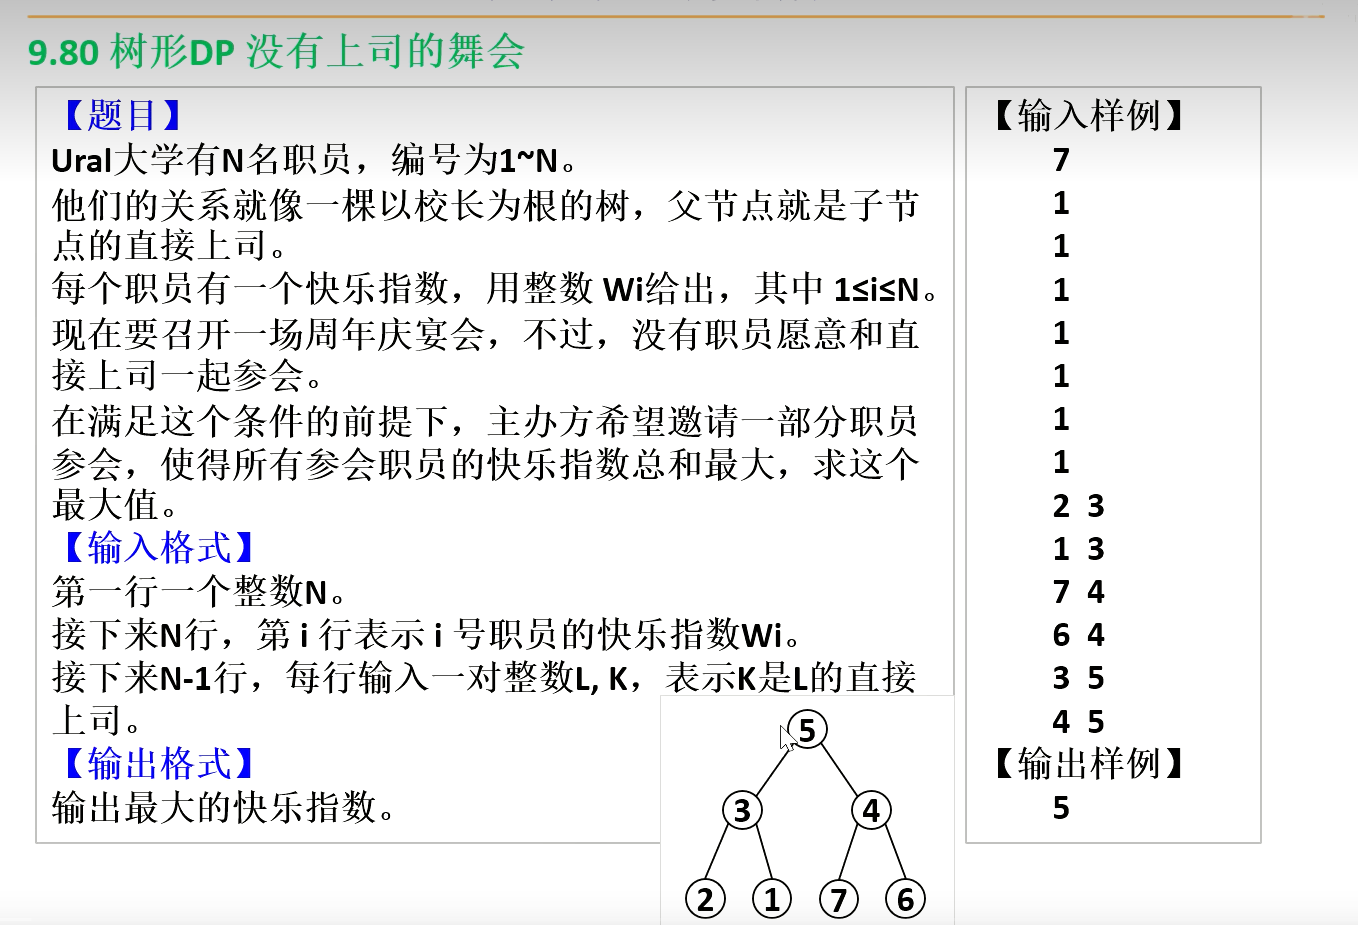 9.80 树形DP 没有上司的舞会
【题目】
Ural大学有N名职员，编号为1~N。
他们的关系就像一棵以校长为根的树，父节点就是子节
点的直接上司。
每个职员有一个快乐指数，用整数 Wi给出，其中 1≤i≤N。
现在要召开一场周年庆宴会，不过，没有职员愿意和直
接上司一起参会。
在满足这个条件的前提下，主办方希望邀请一部分职员
参会，使得所有参会职员的快乐指数总和最大，求这个
最大值。
【输入格式】
第一行一个整数N。
接下来N行，第 i 行表示 i 号职员的快乐指数Wi。
接下来N-1行，每行输入一对整数L, K，表示K是L的直接
上司。
【输出格式】
输出最大的快乐指数。
5
3
4
2
1
7
6
【输入样例】
7
1
1
1
1
1
1
1
2 3
1 3
7 4
6 4
3 5
4 5
【输出样例】
5